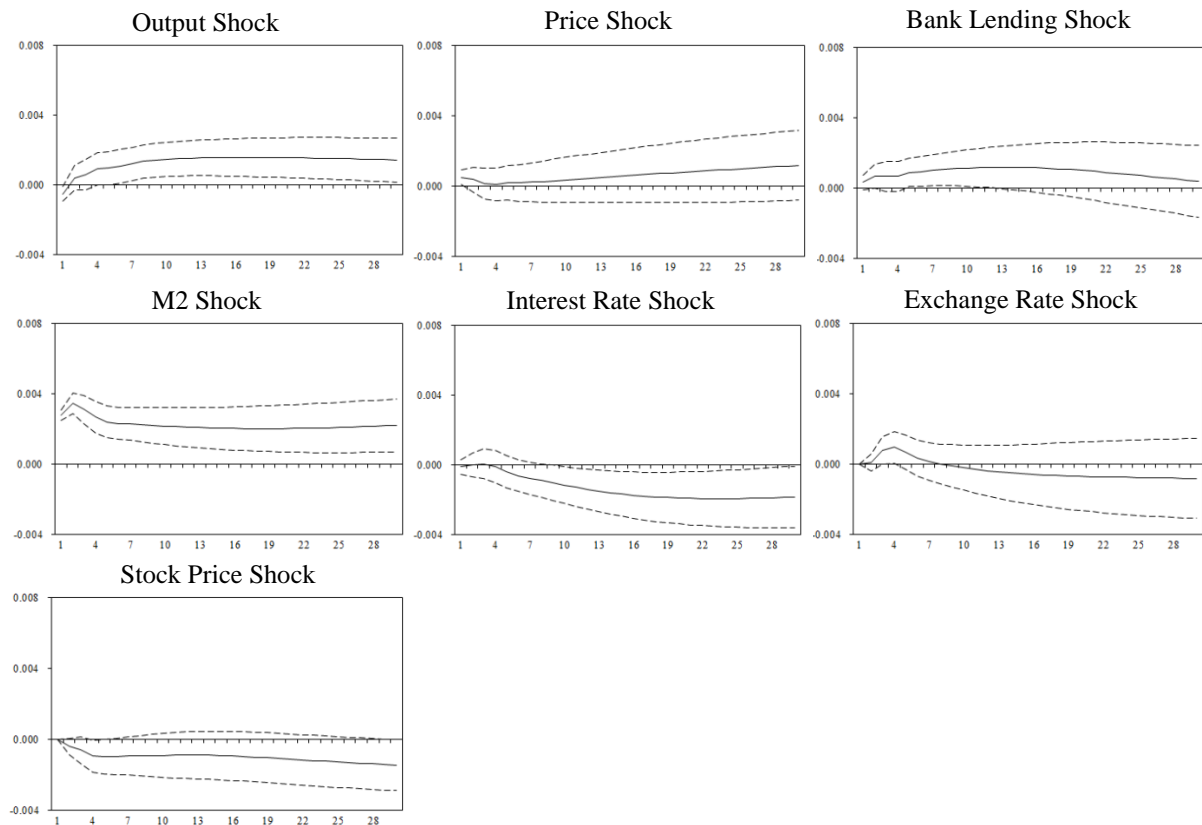 Output Shock
Price Shock
Bank Lending Shock
0.008
0.004
0.000
-0.004
1 4 7 10 13 16 19 22 25 28
0.008
0.004
0.000
-0.004
1 4 7 10 13 16 19 22 25 28
0.008
0.004
0.000
-0.004
1 4 7 10 13 16 19 22 25 28
M2 Shock
Interest Rate Shock
Exchange Rate Shock
0.008
0.004
0.000
-0.004
1 4 7 10 13 16 19 22 25 28
0.008
0.004
0.000
-0.004
1 4 7 10 13 16 19 22 25 28
0.008
0.004
0.000
-0.004
1 4 7 10 13 16 19 22 25 28
Stock Price Shock
0.008
0.004
0.000
-0.004
1 4 7 10 13 16 19 22 25 28